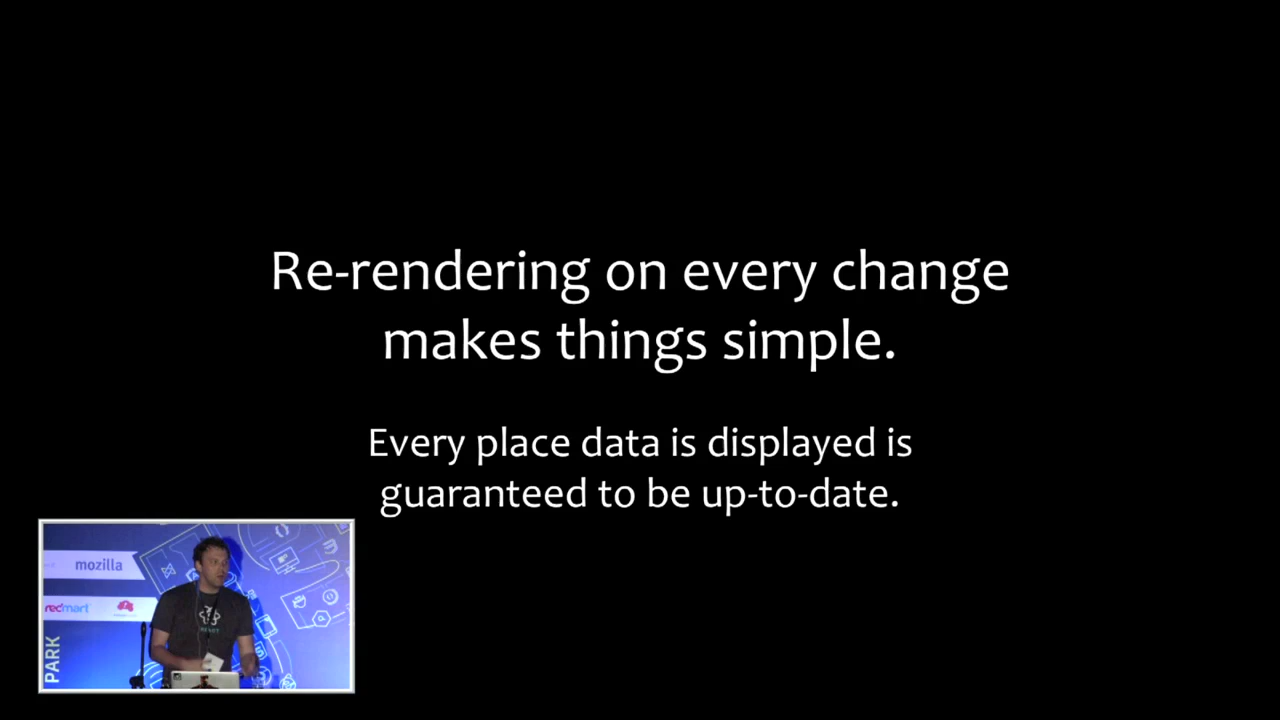 Re-rendering on every change
makes things simple.
Every place data is displayed is
guaranteed to be up-to-date.
mozilla
redmart
PARK